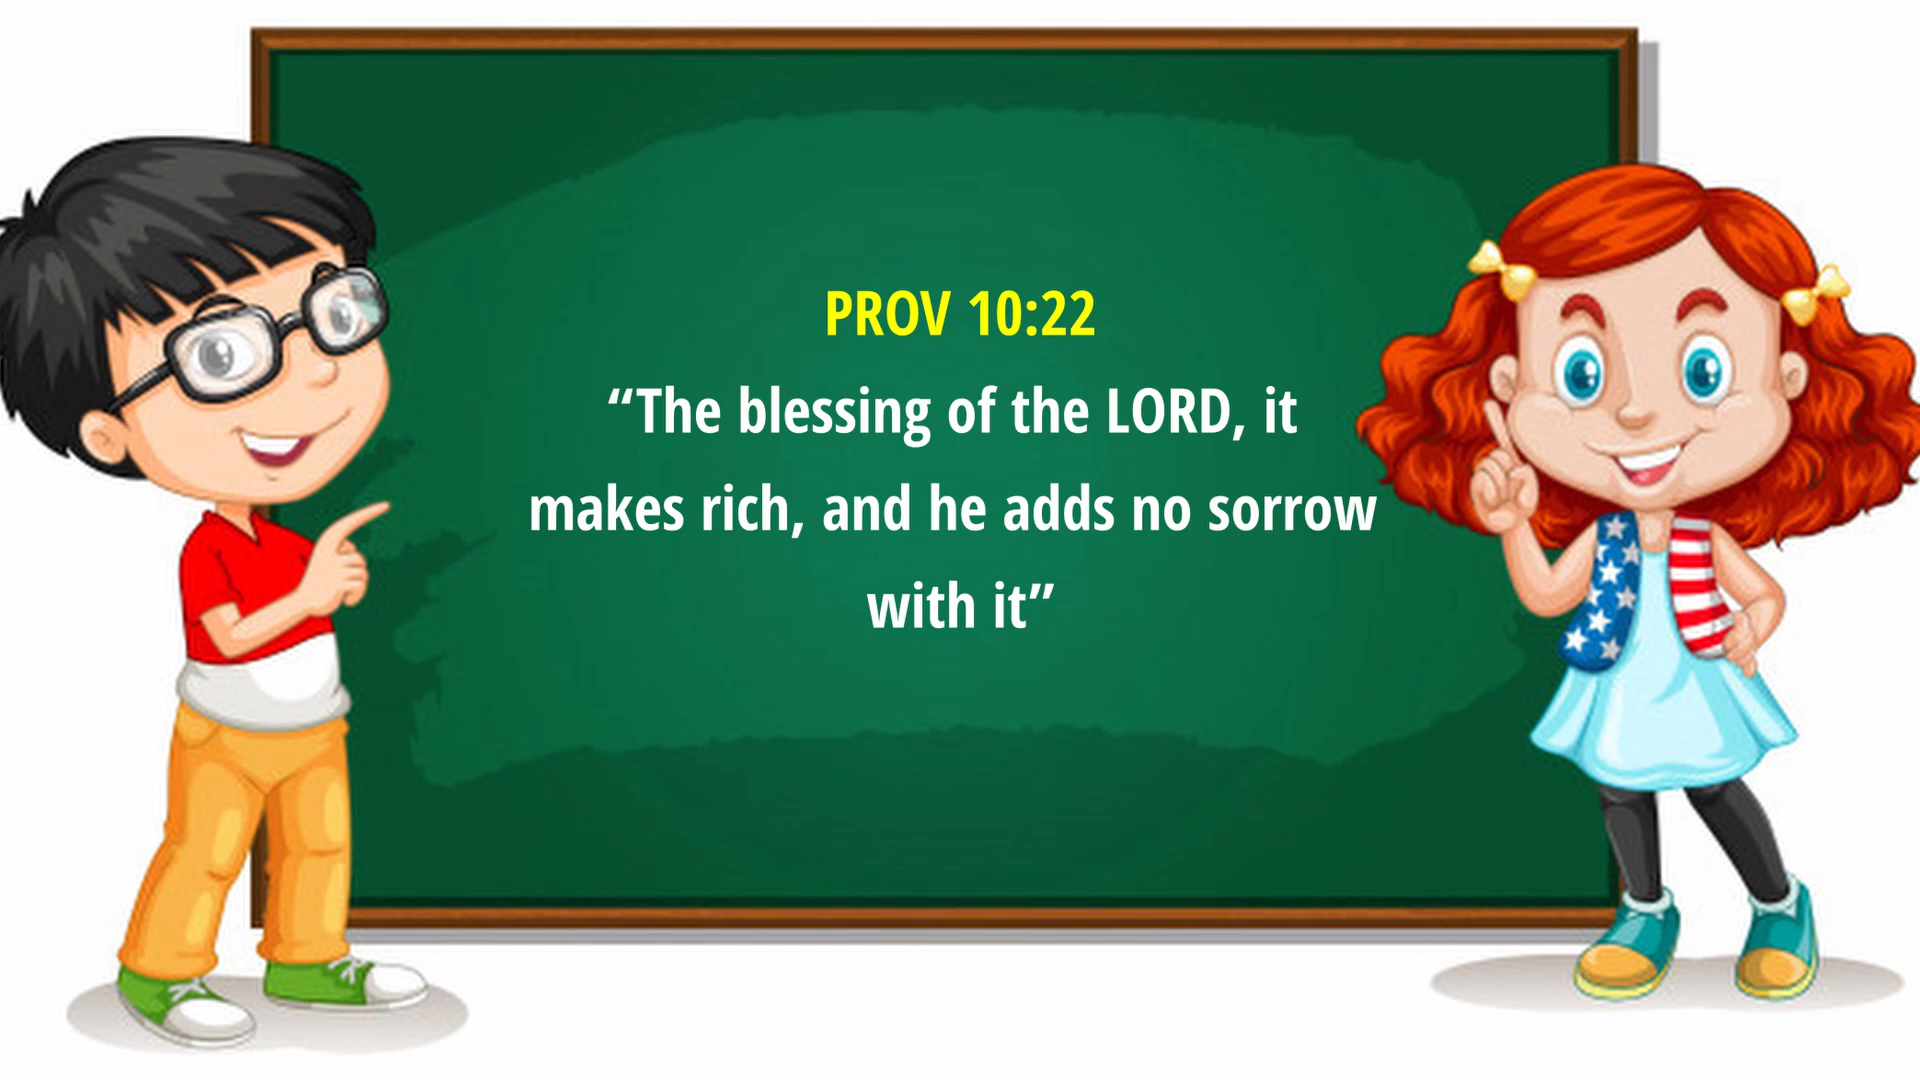 PROV 10:22
“The blessing of the LORD, it
makes rich, and he adds no sorrow
with it”